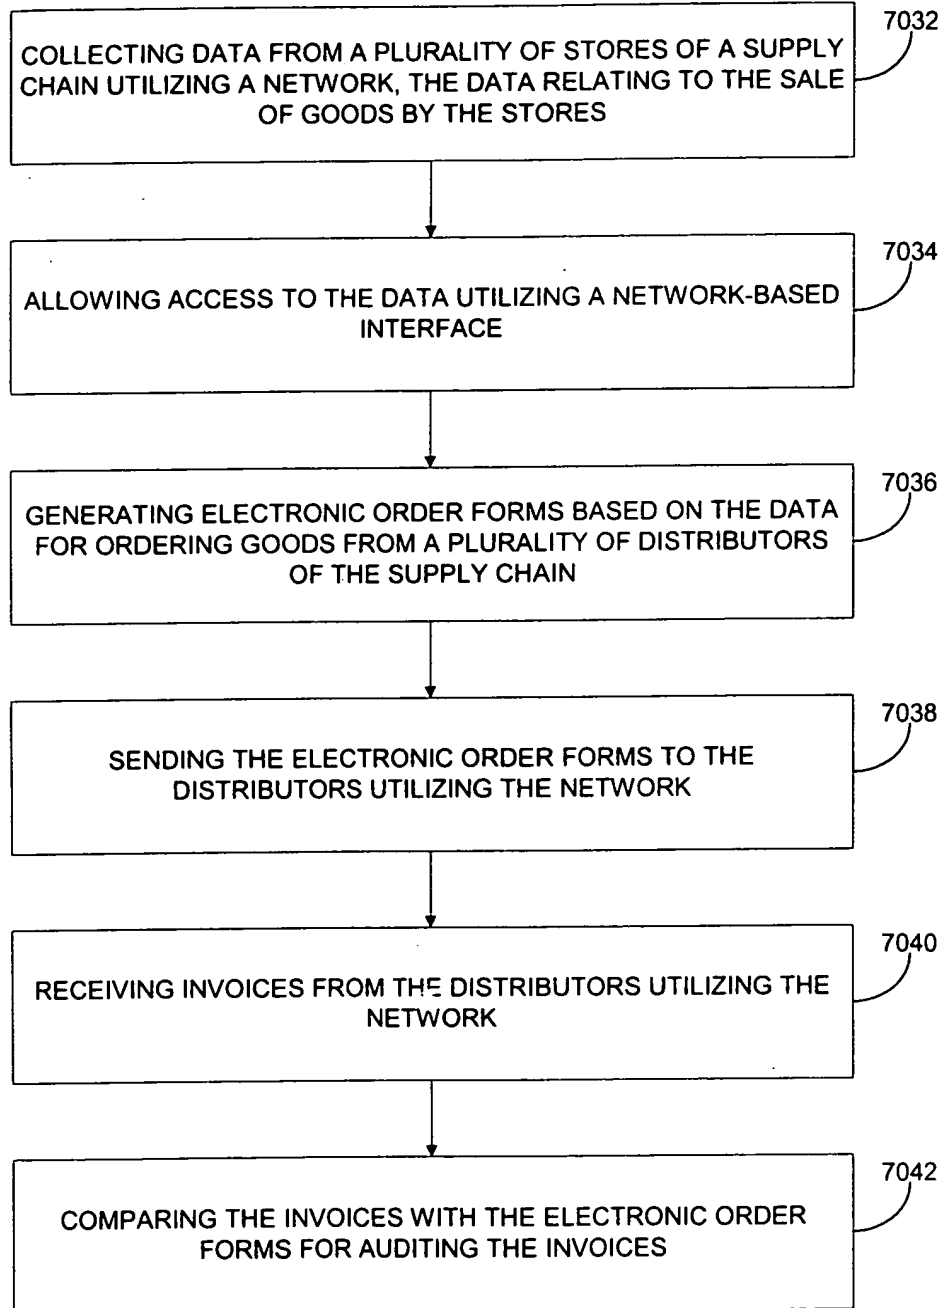 7032
COLLECTING DATA FROM A PLURALITY OF STORES OF A SUPPLY
CHAIN UTILIZING A NETWORK, THE DATA RELATING TO THE SALE
OF GOODS BY THE STORES
7034
ALLOWING ACCESS TO THE DATA UTILIZING A NETWORK-BASED
INTERFACE
7036
GENERATING ELECTRONIC ORDER FORMS BASED ON THE DATA
FOR ORDERING GOODS FROM A PLURALITY OF DISTRIBUTORS
OF THE SUPPLY CHAIN
7038
SENDING THE ELECTRONIC ORDER FORMS TO THE
DISTRIBUTORS UTILIZING THE NETWORK
7040
RECEIVING INVOICES FROM THE DISTRIBUTORS UTILIZING THE
NETWORK
7042
COMPARING THE INVOICES WITH THE ELECTRONIC ORDER
FORMS FOR AUDITING THE INVOICES